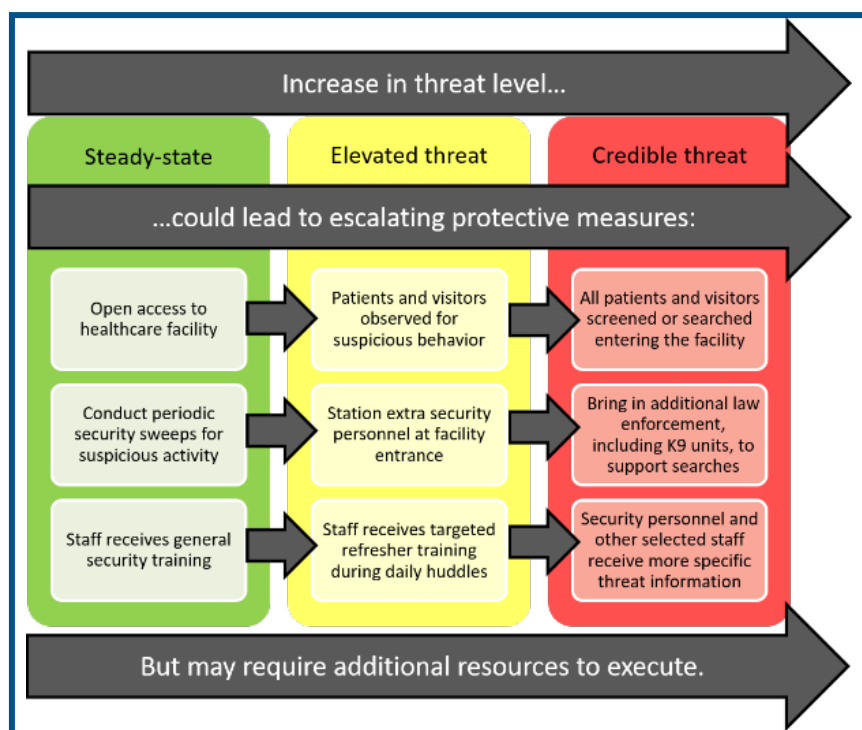 Increase in threat level...
Steady-state
Elevated threat
Credible threat
...could lead to escalating protective measures:
Open access to
healthcare facility
Patients and visitors
observed for
suspicious behavior
All patients and visitors
screened or searched
entering the facility
Conduct periodic
security sweeps for
suspicious activity
Station extra security
personnel at facility
entrance
Bring in additional law
enforcement,
including K9 units, to
support searches
Staff receives general
security training
Staff receives targeted
refresher training
during daily huddles
Security personnel and
other selected staff
receive more specific
threat information
But may require additional resources to execute.